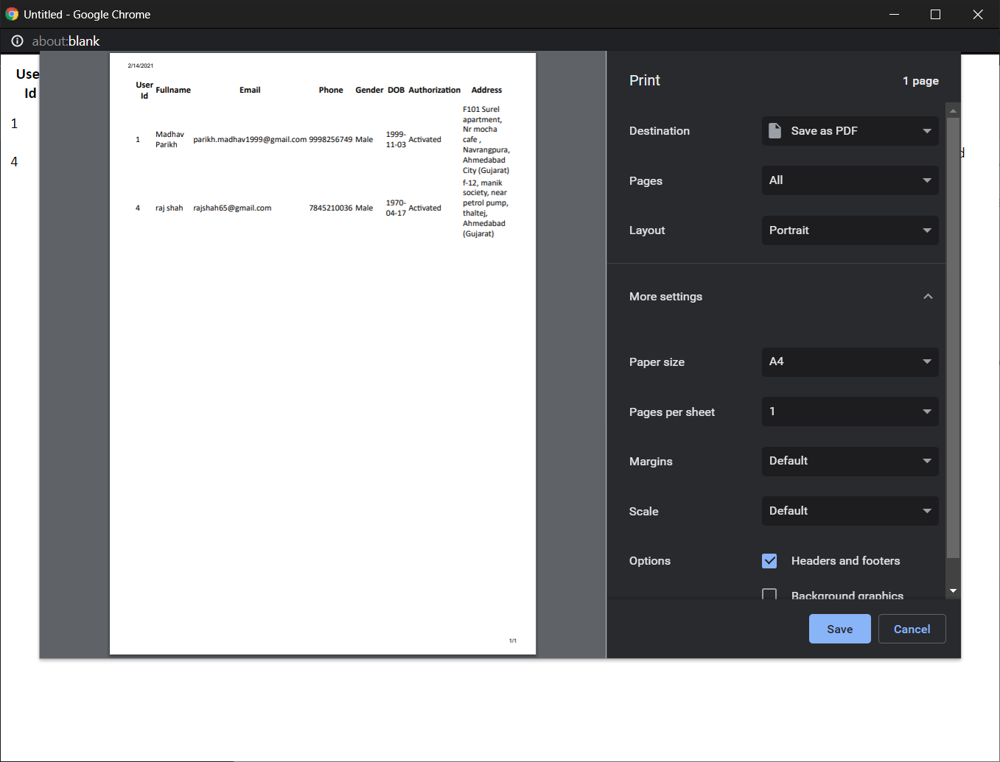 Untitled - Google Chrome
about:blank
Use
Id
1
4
d
2/14/2021
User Id Fullname Email Phone Gender DOB Authorization Address
1 Madhav Parikh parikh.madhav1999@gmail.com 9998256749 Male 1999-11-03 Activated
F101 Surel
apartment,
Nr mocha
cafe ,
Navrangpura,
Ahmedabad
City (Gujarat)
4 raj shah rajshah65@gmail.com 7845210036 Male 1970-04-17 Activated
f-12, manik
society, near
petrol pump,
thaltej,
Ahmedabad
(Gujarat)
1/1
Print 1 page
Destination Save as PDF
Pages All
Layout Portrait
More settings
Paper size A4
Pages per sheet 1
Margins Default
Scale Default
Options Headers and footers
Background graphics
Save Cancel